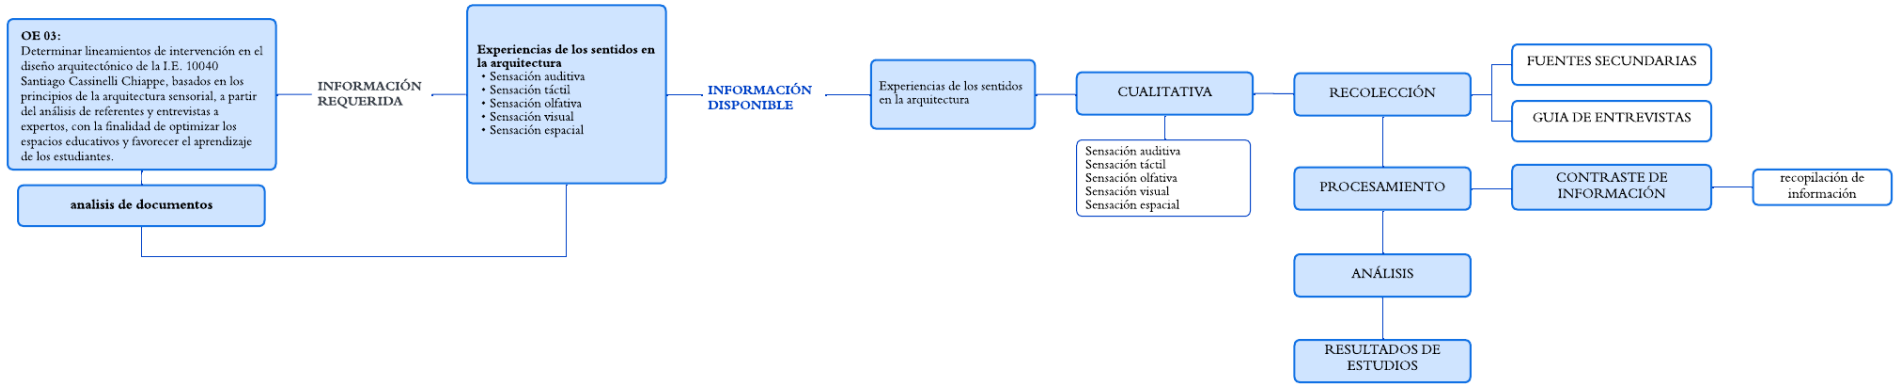 OE 03:
Determinar lineamientos de intervención en el
diseño arquitectónico de la I.E. 10040
Santiago Cassinelli Chiappe, basados en los
principios de la arquitectura sensorial, a partir
del análisis de referentes y entrevistas a
expertos, con la finalidad de optimizar los
espacios educativos y favorecer el aprendizaje
de los estudiantes.
analisis de documentos
INFORMACIÓN
REQUERIDA
Experiencias de los sentidos en
la arquitectura
• Sensación auditiva
• Sensación táctil
• Sensación olfativa
• Sensación visual
• Sensación espacial
INFORMACIÓN
DISPONIBLE
Experiencias de los sentidos
en la arquitectura
CUALITATIVA
Sensación auditiva
Sensación táctil
Sensación olfativa
Sensación visual
Sensación espacial
RECOLECCIÓN
FUENTES SECUNDARIAS
GUIA DE ENTREVISTAS
PROCESAMIENTO
CONTRASTE DE
INFORMACIÓN
recopilación de
información
ANÁLISIS
RESULTADOS DE
ESTUDIOS